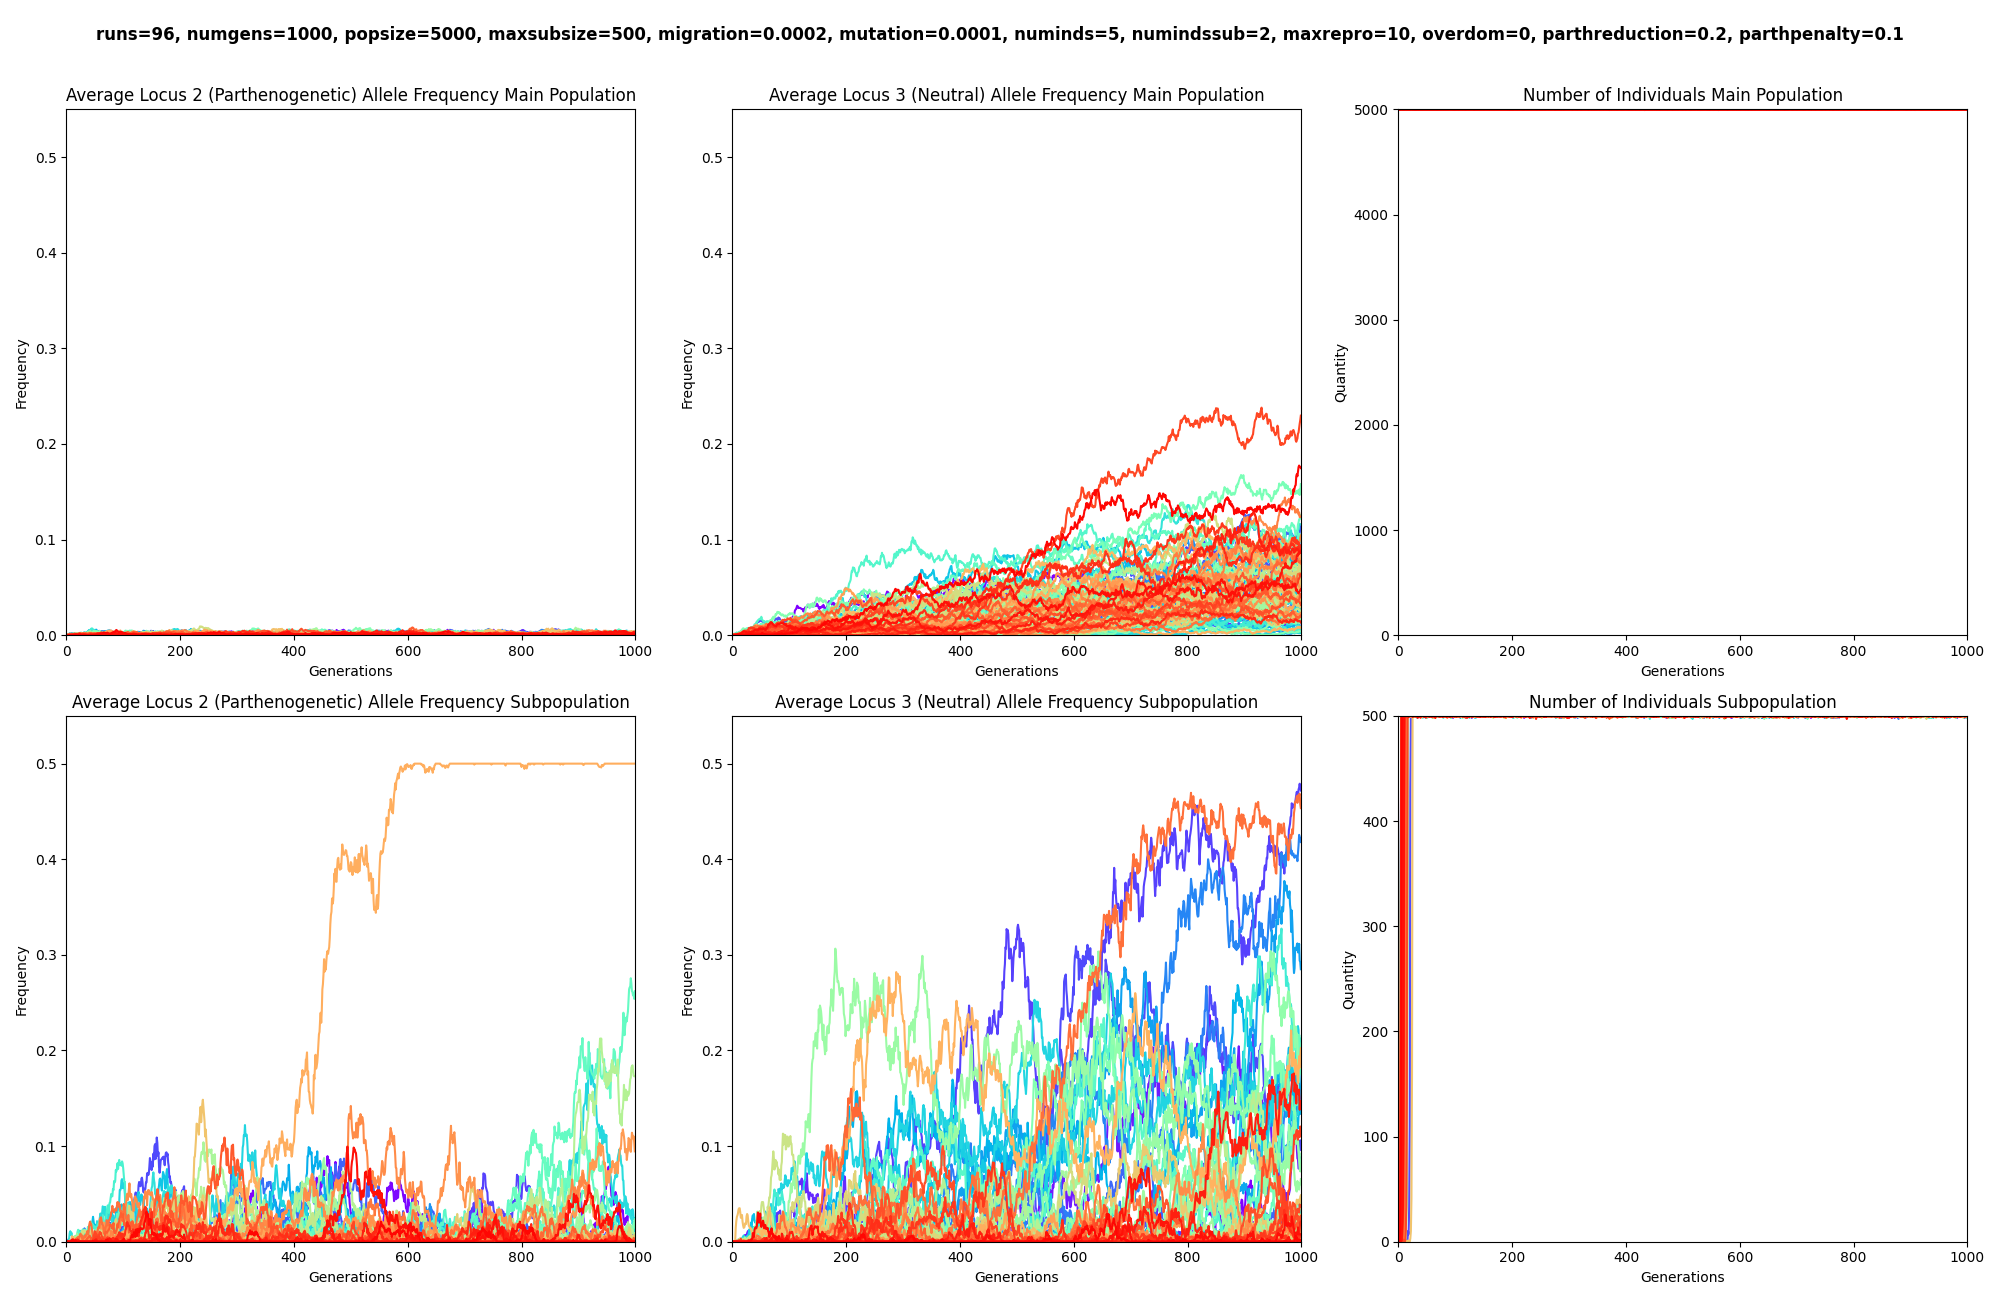 runs=96, numgens=1000, popsize=5000, maxsubsize=500, migration=0.0002, mutation=0.0001, numinds=5, numindssub=2, maxrepro=10, overdom=0, parthreduction=0.2, parthpenalty=0.1
Average Locus 2 (Parthenogenetic) Allele Frequency Main Population
Frequency
0.5
0.4
0.3
0.2
0.1
0.0
0 200 400 600 800 1000
Generations
Average Locus 3 (Neutral) Allele Frequency Main Population
Frequency
0.5
0.4
0.3
0.2
0.1
0.0
0 200 400 600 800 1000
Generations
Number of Individuals Main Population
Quantity
5000
4000
3000
2000
1000
0
0 200 400 600 800 1000
Generations
Average Locus 2 (Parthenogenetic) Allele Frequency Subpopulation
Frequency
0.5
0.4
0.3
0.2
0.1
0.0
0 200 400 600 800 1000
Generations
Average Locus 3 (Neutral) Allele Frequency Subpopulation
Frequency
0.5
0.4
0.3
0.2
0.1
0.0
0 200 400 600 800 1000
Generations
Number of Individuals Subpopulation
Quantity
500
400
300
200
100
0
0 200 400 600 800 1000
Generations